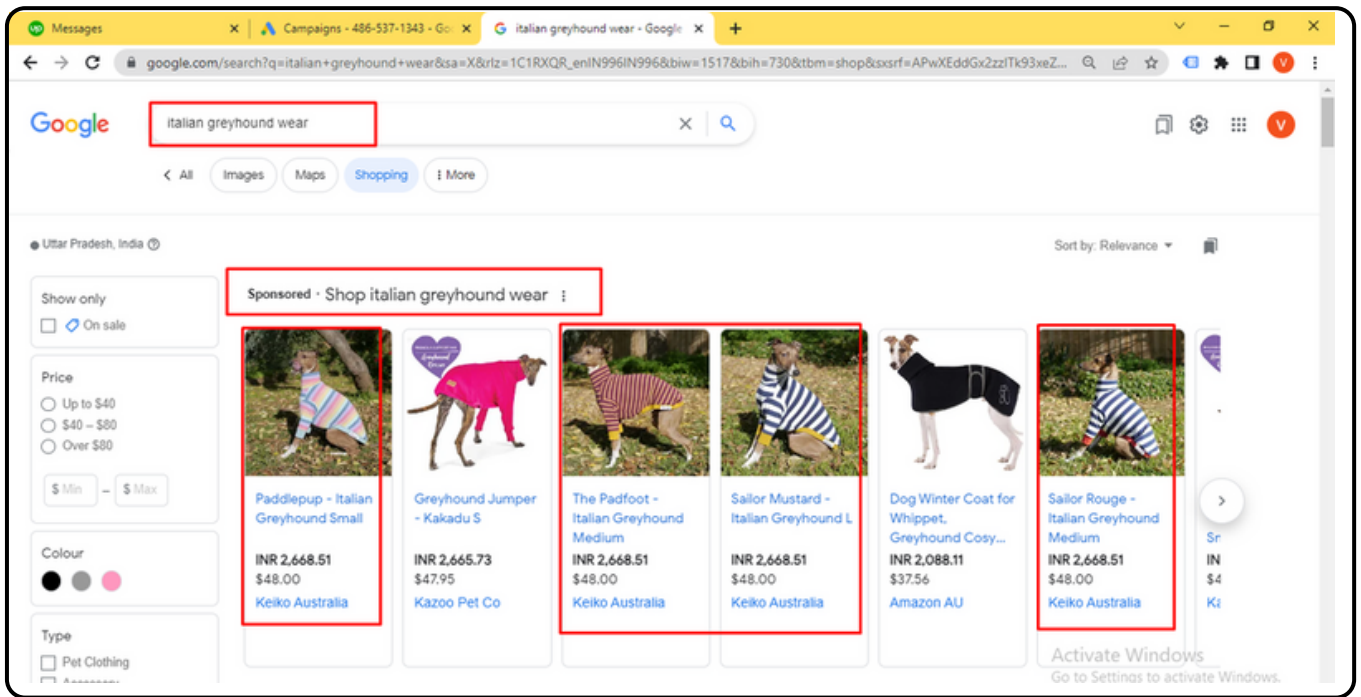 Messages
Campaigns - 486-537-1343 - Go
italian greyhound wear - Google
google.com/search?q=italian+greyhound+wear&sa=X&rlz=1C1RXQR_enIN996IN996&biw=1517&bih=730&tbm=shop&sxsrf=APwXEddGx2zzITk93xeZ...
Google
italian greyhound wear
V
All
Images
Maps
Shopping
More
Uttar Pradesh, India
Sort by: Relevance
Show only
On sale
Price
Up to $40
$40 – $80
Over $80
$ Min – $ Max
Colour
Type
Pet Clothing
Sponsored · Shop italian greyhound wear
Paddlepup - Italian
Greyhound Small
INR 2,668.51
$48.00
Keiko Australia
Greyhound Jumper
- Kakadu S
INR 2,665.73
$47.95
Kazoo Pet Co
The Padfoot -
Italian Greyhound
Medium
INR 2,668.51
$48.00
Keiko Australia
Sailor Mustard -
Italian Greyhound L
INR 2,668.51
$48.00
Keiko Australia
Dog Winter Coat for
Whippet,
Greyhound Cosy...
INR 2,088.11
$37.56
Amazon AU
Sailor Rouge -
Italian Greyhound
Medium
INR 2,668.51
$48.00
Keiko Australia
IN
$4
Activate Windows
Go to Settings to activate Windows.